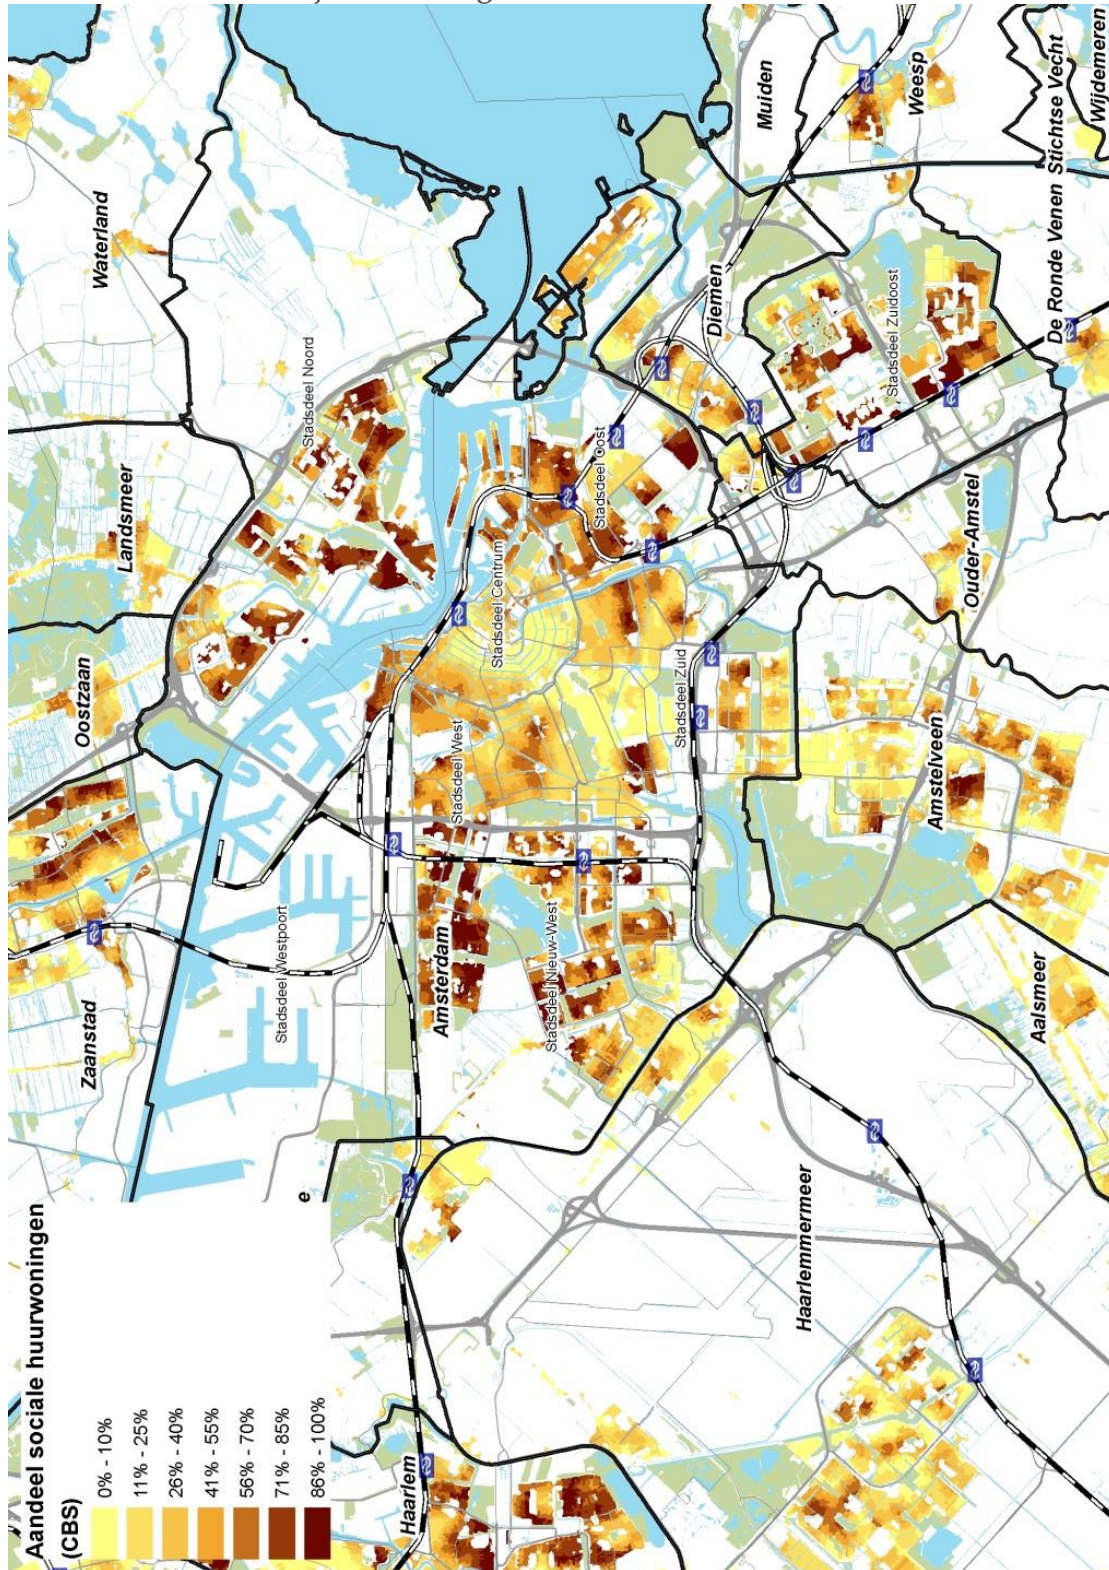 Aandeel sociale huurwoningen
(CBS)
0% - 10%
11% - 25%
26% - 40%
41% - 55%
56% - 70%
71% - 85%
86% - 100%
e
Zaanstad
Oostzaan
Landsmeer
Waterland
Stadsdeel Westpoort
Stadsdeel Noord
Haarlem
Amsterdam
Stadsdeel West
Stadsdeel Centrum
Stadsdeel Nieuw-West
Stadsdeel Oost
Stadsdeel Zuid
Diemen
Muiden
Haarlemmermeer
Stadsdeel Zuidoost
Weesp
Amstelveen
Ouder-Amstel
Aalsmeer
De Ronde Venen
Stichtse Vecht
Wijdemeren